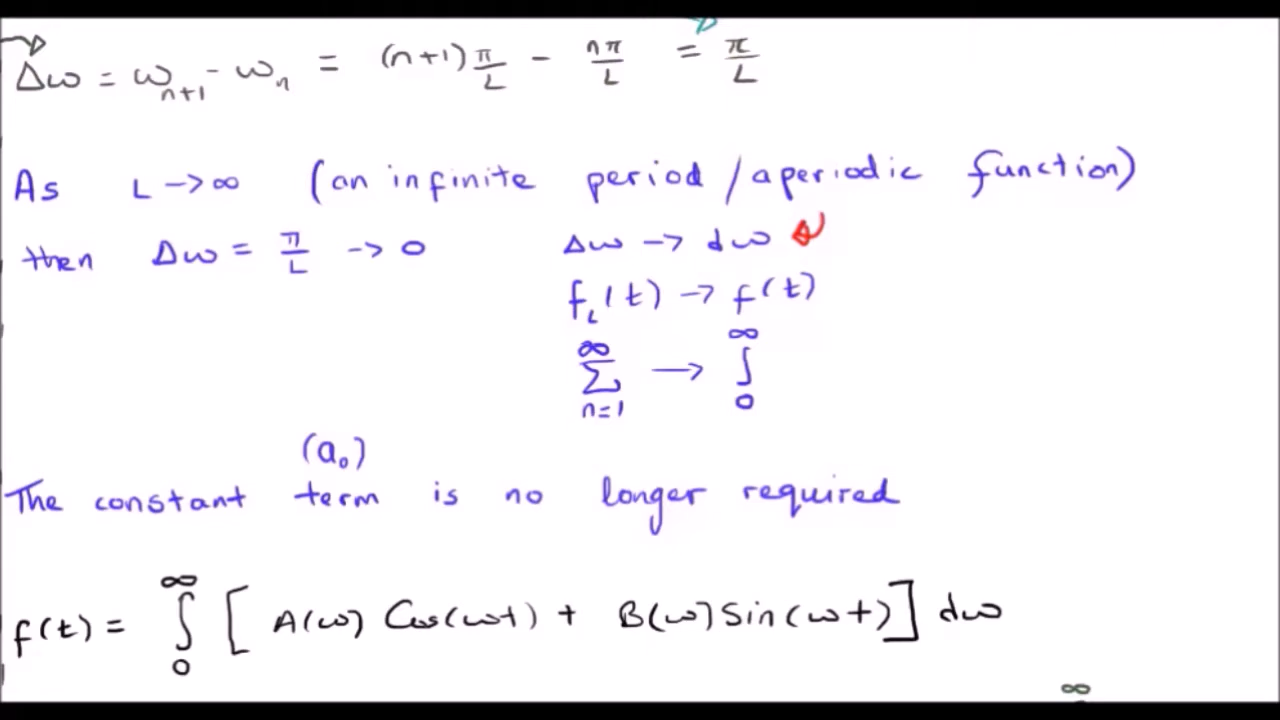 Δω = ω_{n+1} - ω_n = (n+1) π/L - nπ/L = π/L
As L → ∞ (an infinite period / aperiodic function)
then Δω = π/L → 0 Δω → dω
f_L(t) → f(t)
∑_{n=1}^{∞} → ∫_0^∞
(a₀)
The constant term is no longer required
f(t) = ∫_0^∞ [ A(ω) Cos(ωt) + B(ω) Sin(ωt) ] dω
∞